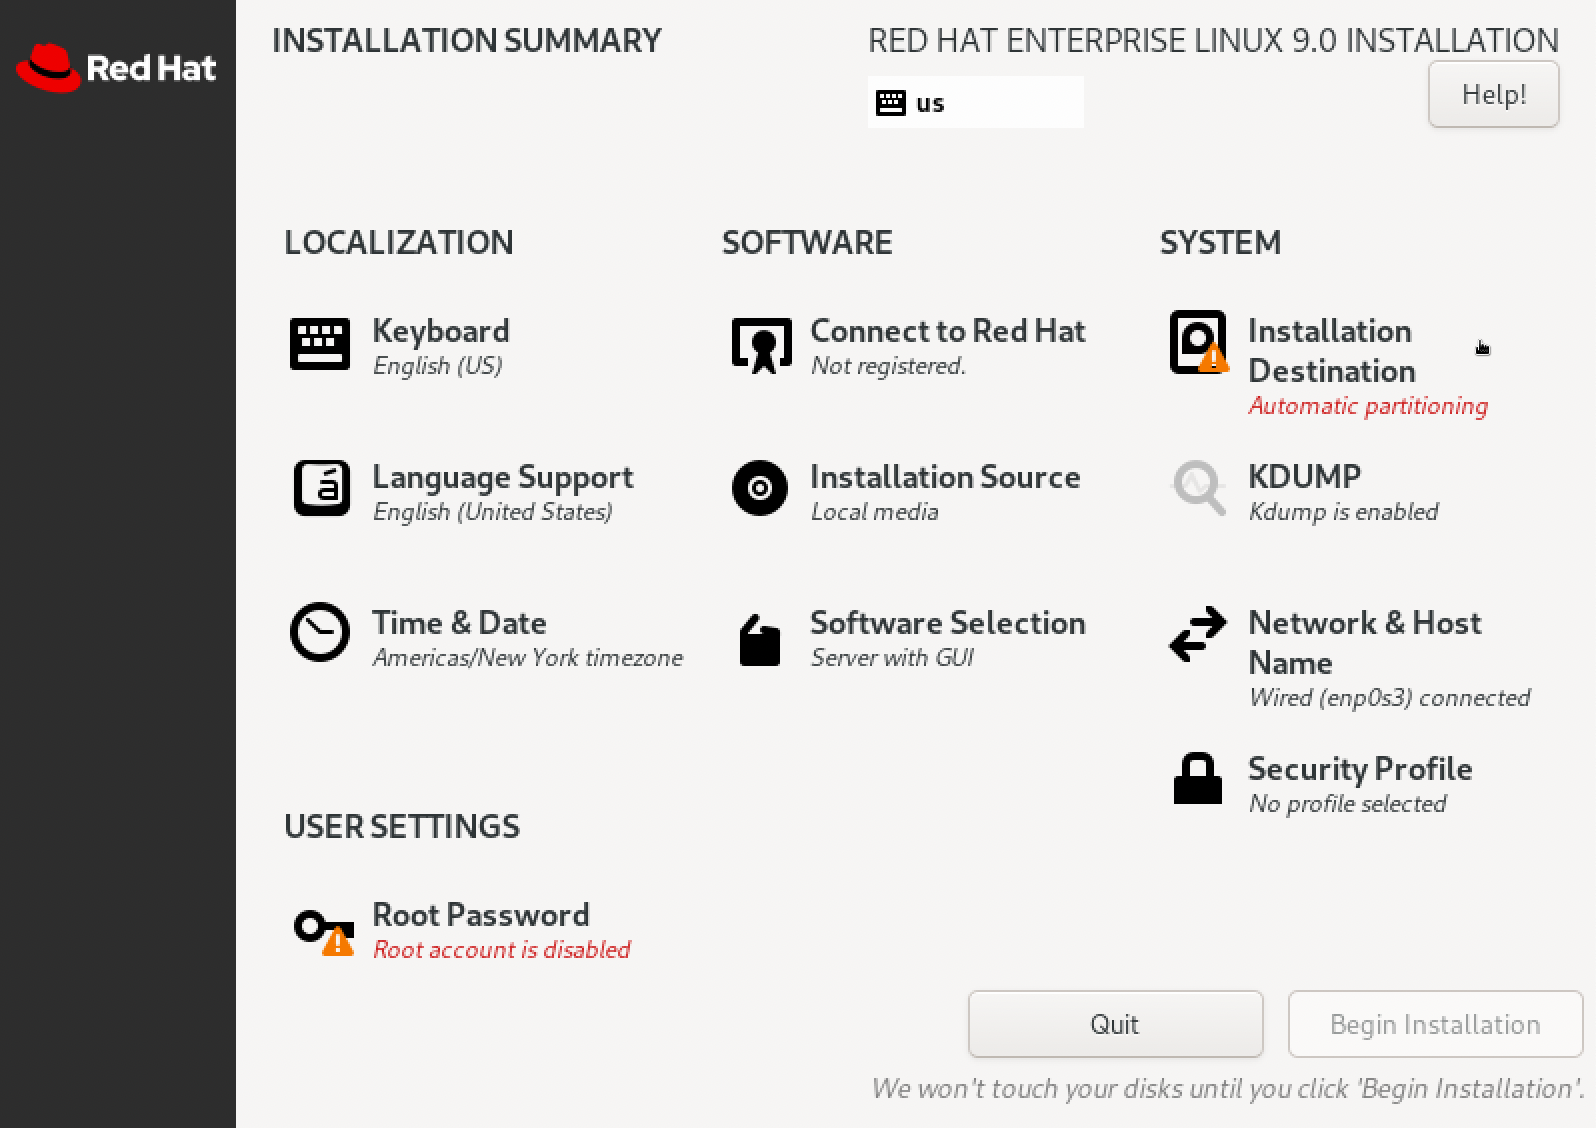 Red Hat
INSTALLATION SUMMARY
RED HAT ENTERPRISE LINUX 9.0 INSTALLATION
us
Help!
LOCALIZATION
Keyboard
English (US)
Language Support
English (United States)
Time & Date
Americas/New York timezone
SOFTWARE
Connect to Red Hat
Not registered.
Installation Source
Local media
Software Selection
Server with GUI
SYSTEM
Installation
Destination
Automatic partitioning
KDUMP
Kdump is enabled
Network & Host
Name
Wired (enp0s3) connected
Security Profile
No profile selected
USER SETTINGS
Root Password
Root account is disabled
Quit
Begin Installation
We won't touch your disks until you click 'Begin Installation'.